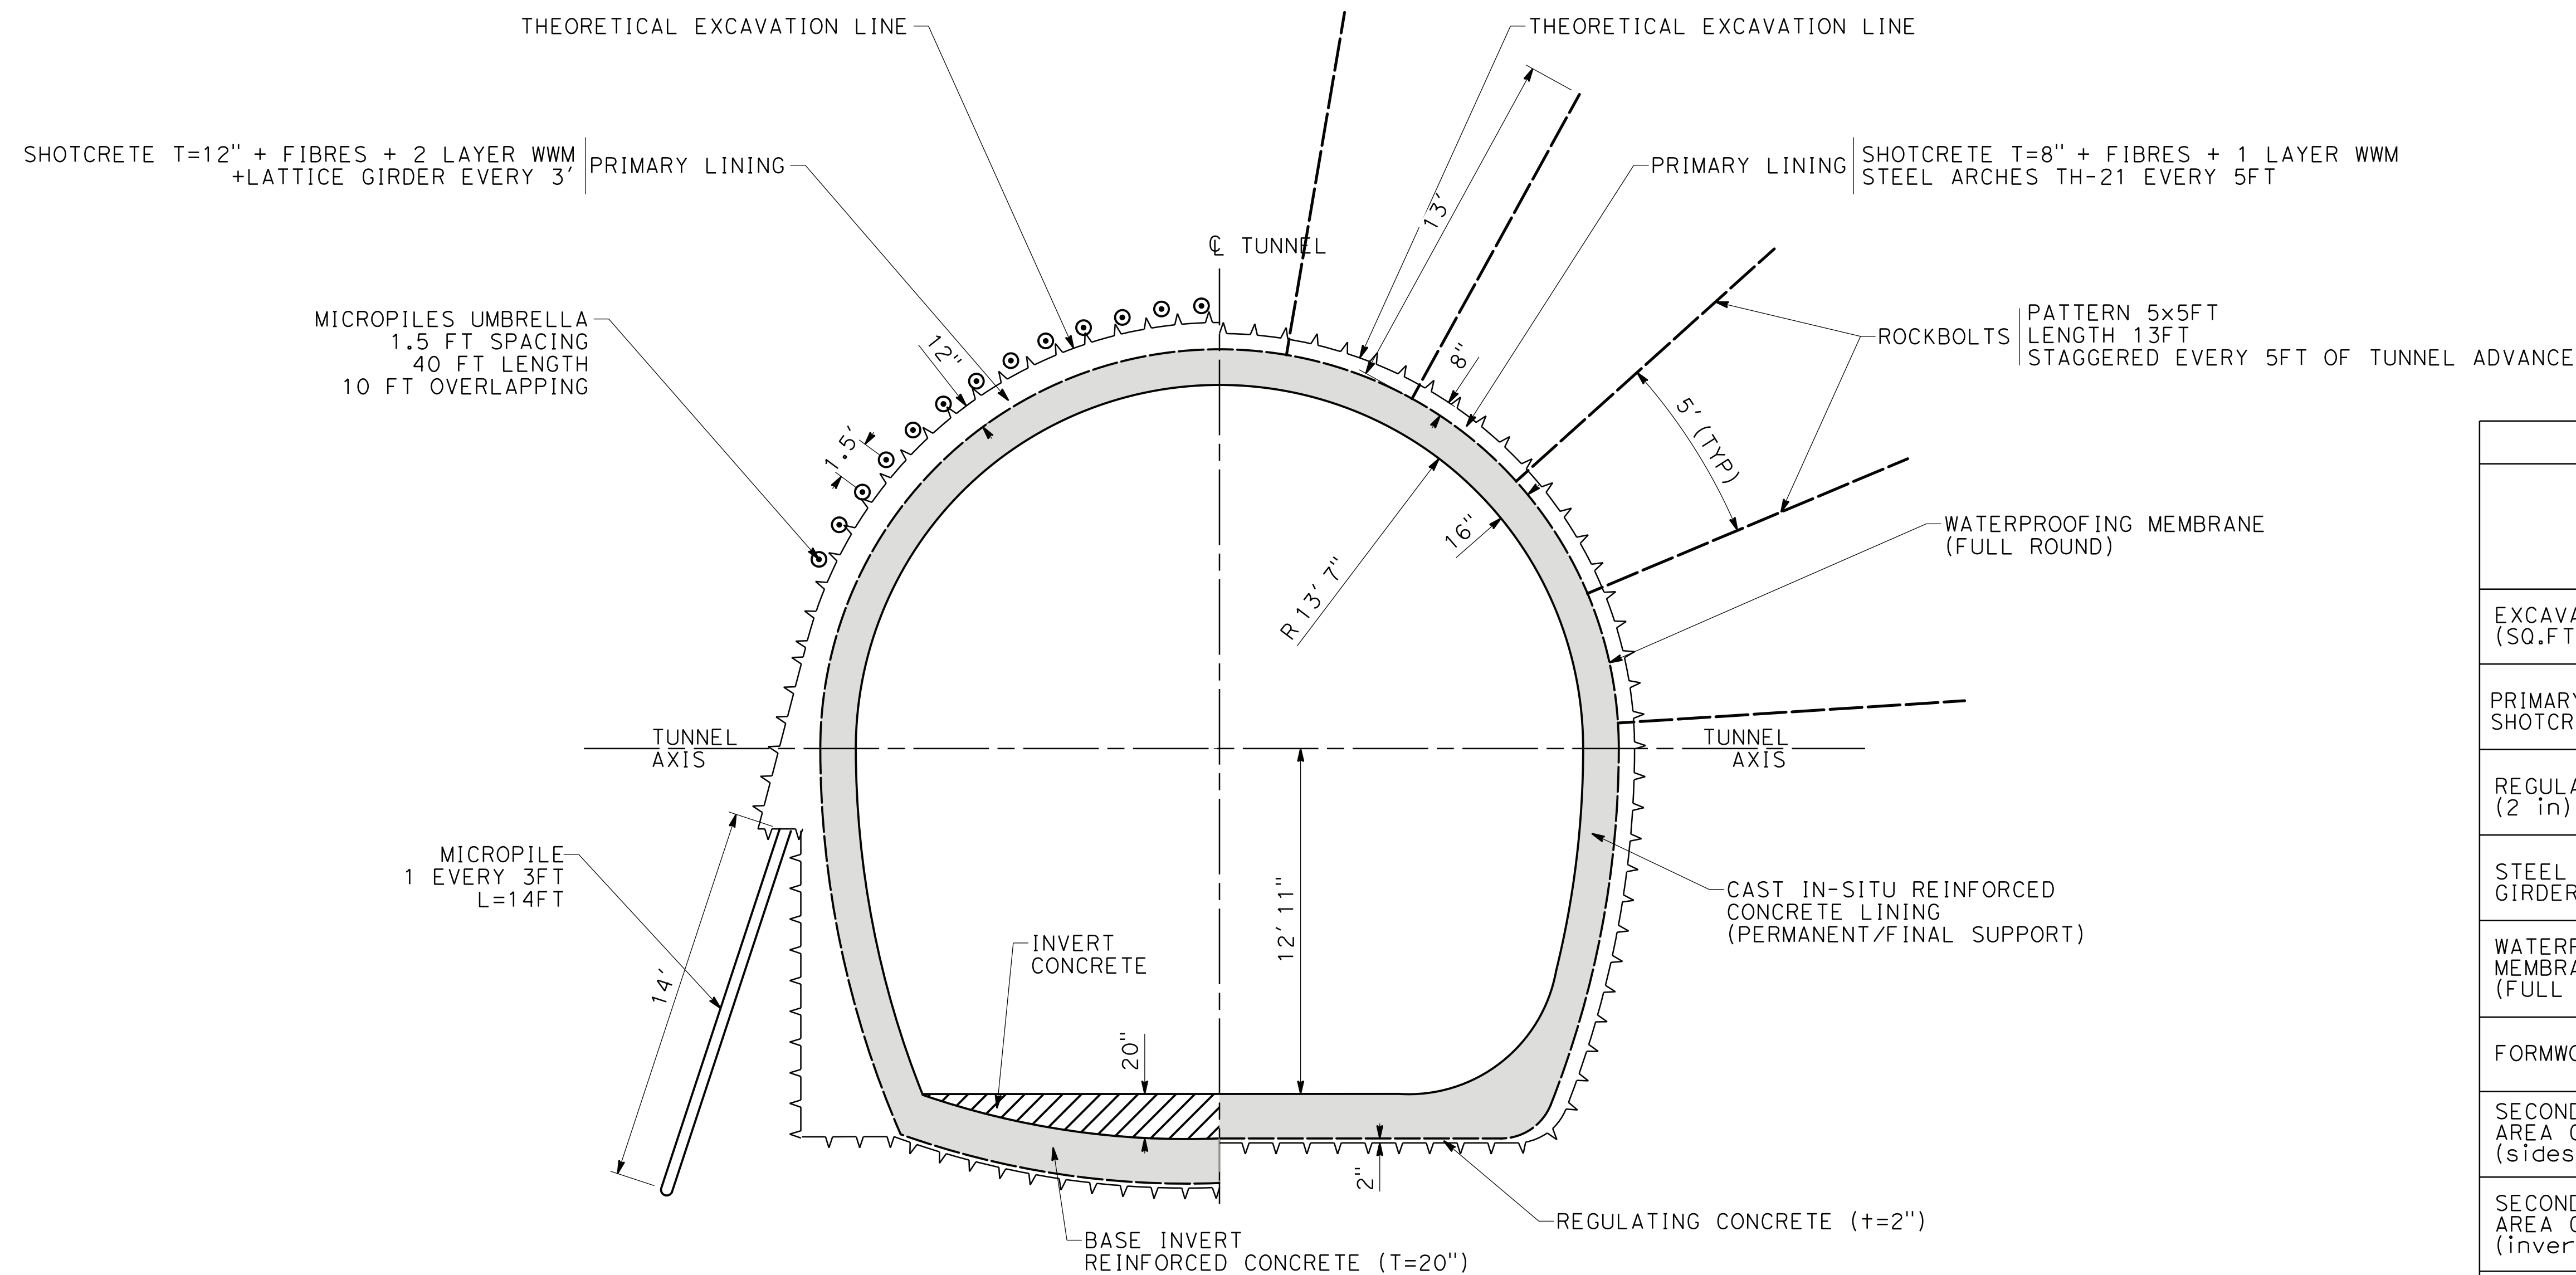 THEORETICAL EXCAVATION LINE
THEORETICAL EXCAVATION LINE
SHOTCRETE T=12" + FIBRES + 2 LAYER WWM
+LATTICE GIRDER EVERY 3'
PRIMARY LINING
PRIMARY LINING
SHOTCRETE T=8" + FIBRES + 1 LAYER WWM
STEEL ARCHES TH-21 EVERY 5FT
13'
℄ TUNNEL
MICROPILES UMBRELLA
1.5 FT SPACING
40 FT LENGTH
10 FT OVERLAPPING
12"
8"
ROCKBOLTS
PATTERN 5x5FT
LENGTH 13FT
STAGGERED EVERY 5FT OF TUNNEL ADVANCE
1.5'
5' (TYP)
16"
R 13' 7"
WATERPROOFING MEMBRANE
(FULL ROUND)
TUNNEL
AXIS
TUNNEL
AXIS
MICROPILE
1 EVERY 3FT
L=14FT
14'
12' 11"
INVERT
CONCRETE
20"
CAST IN-SITU REINFORCED
CONCRETE LINING
(PERMANENT/FINAL SUPPORT)
2"
REGULATING CONCRETE (t=2")
BASE INVERT
REINFORCED CONCRETE (T=20")
EXCAVA
(SQ.FT
PRIMARY
SHOTCR
REGULA
(2 in)
STEEL
GIRDER
WATERP
MEMBRA
(FULL
FORMWO
SECOND
AREA
(sides
SECOND
AREA
(inver